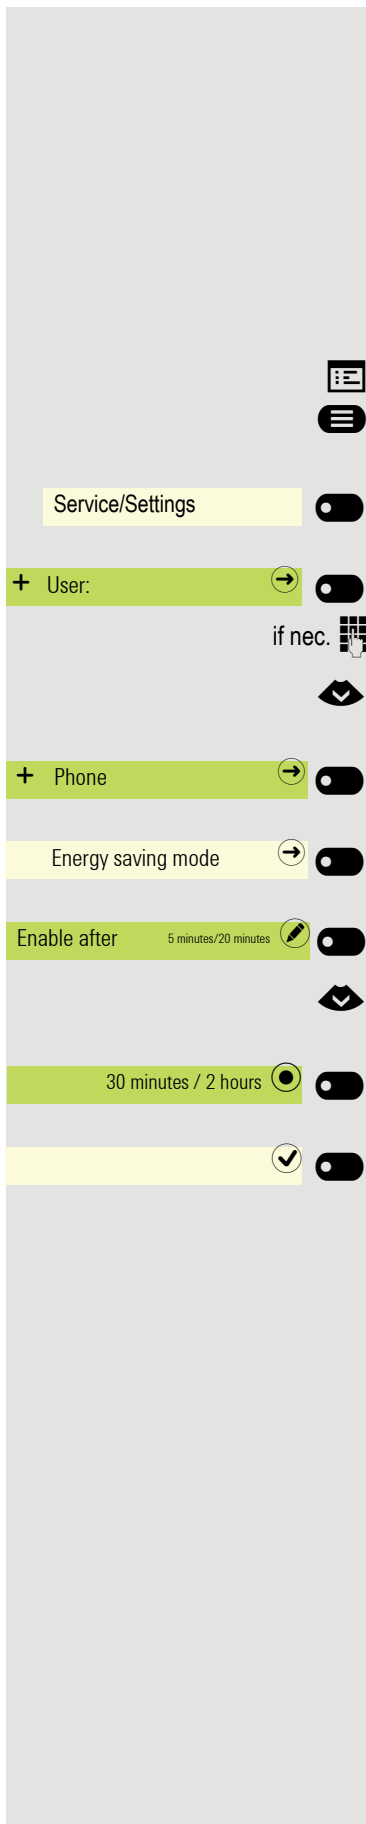 Service/Settings
+ User:
if nec.
+ Phone
Energy saving mode
Enable after 5 minutes/20 minutes
30 minutes / 2 hours